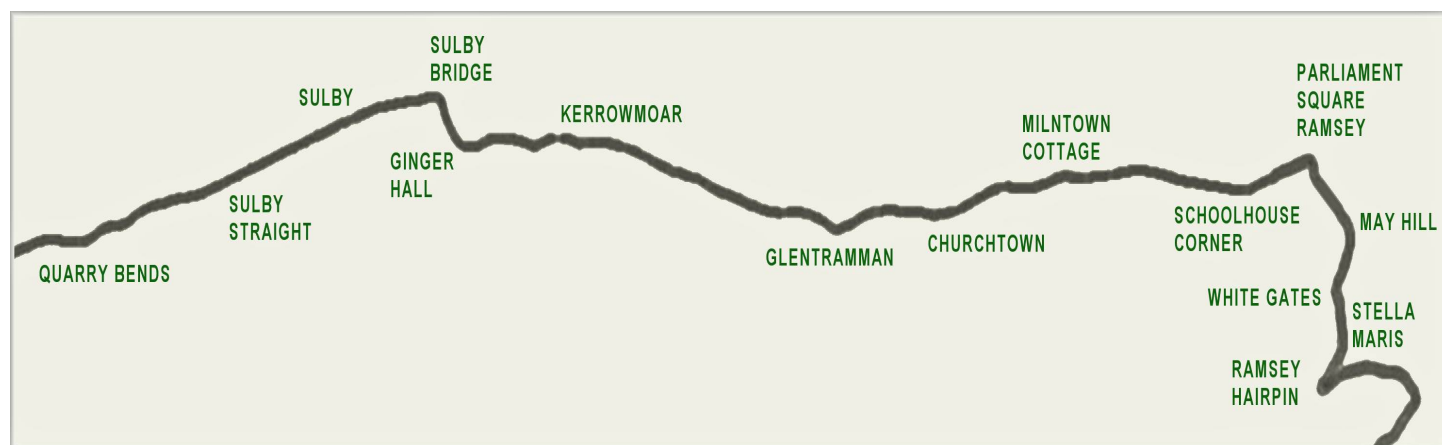 SULBY
BRIDGE
SULBY
KERROWMOAR
GINGER
HALL
SULBY
STRAIGHT
QUARRY BENDS
GLENTRAMMAN
CHURCHTOWN
MILNTOWN
COTTAGE
PARLIAMENT
SQUARE
RAMSEY
SCHOOLHOUSE
CORNER
MAY HILL
WHITE GATES
STELLA
MARIS
RAMSEY
HAIRPIN